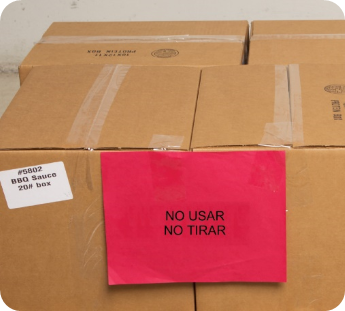 #5802
BBQ Sauce
20# box
NO USAR
NO TIRAR